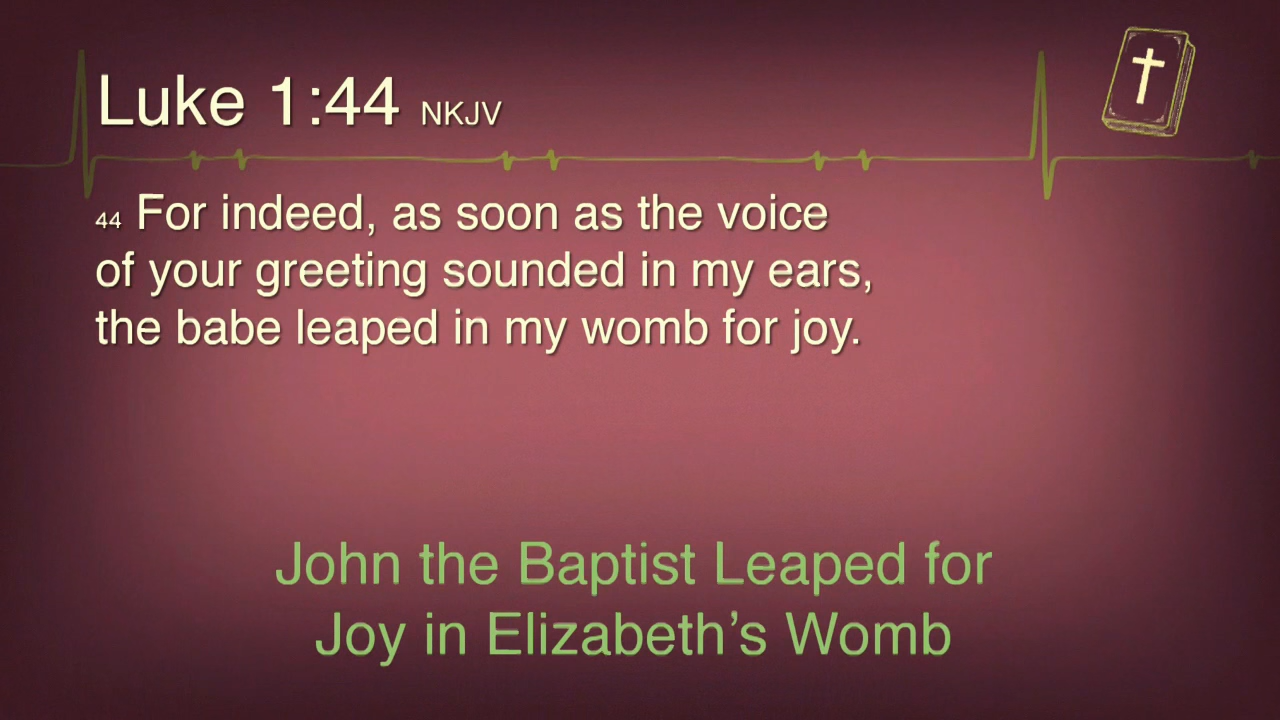 Luke 1:44 NKJV
44 For indeed, as soon as the voice
of your greeting sounded in my ears,
the babe leaped in my womb for joy.
John the Baptist Leaped for
Joy in Elizabeth’s Womb